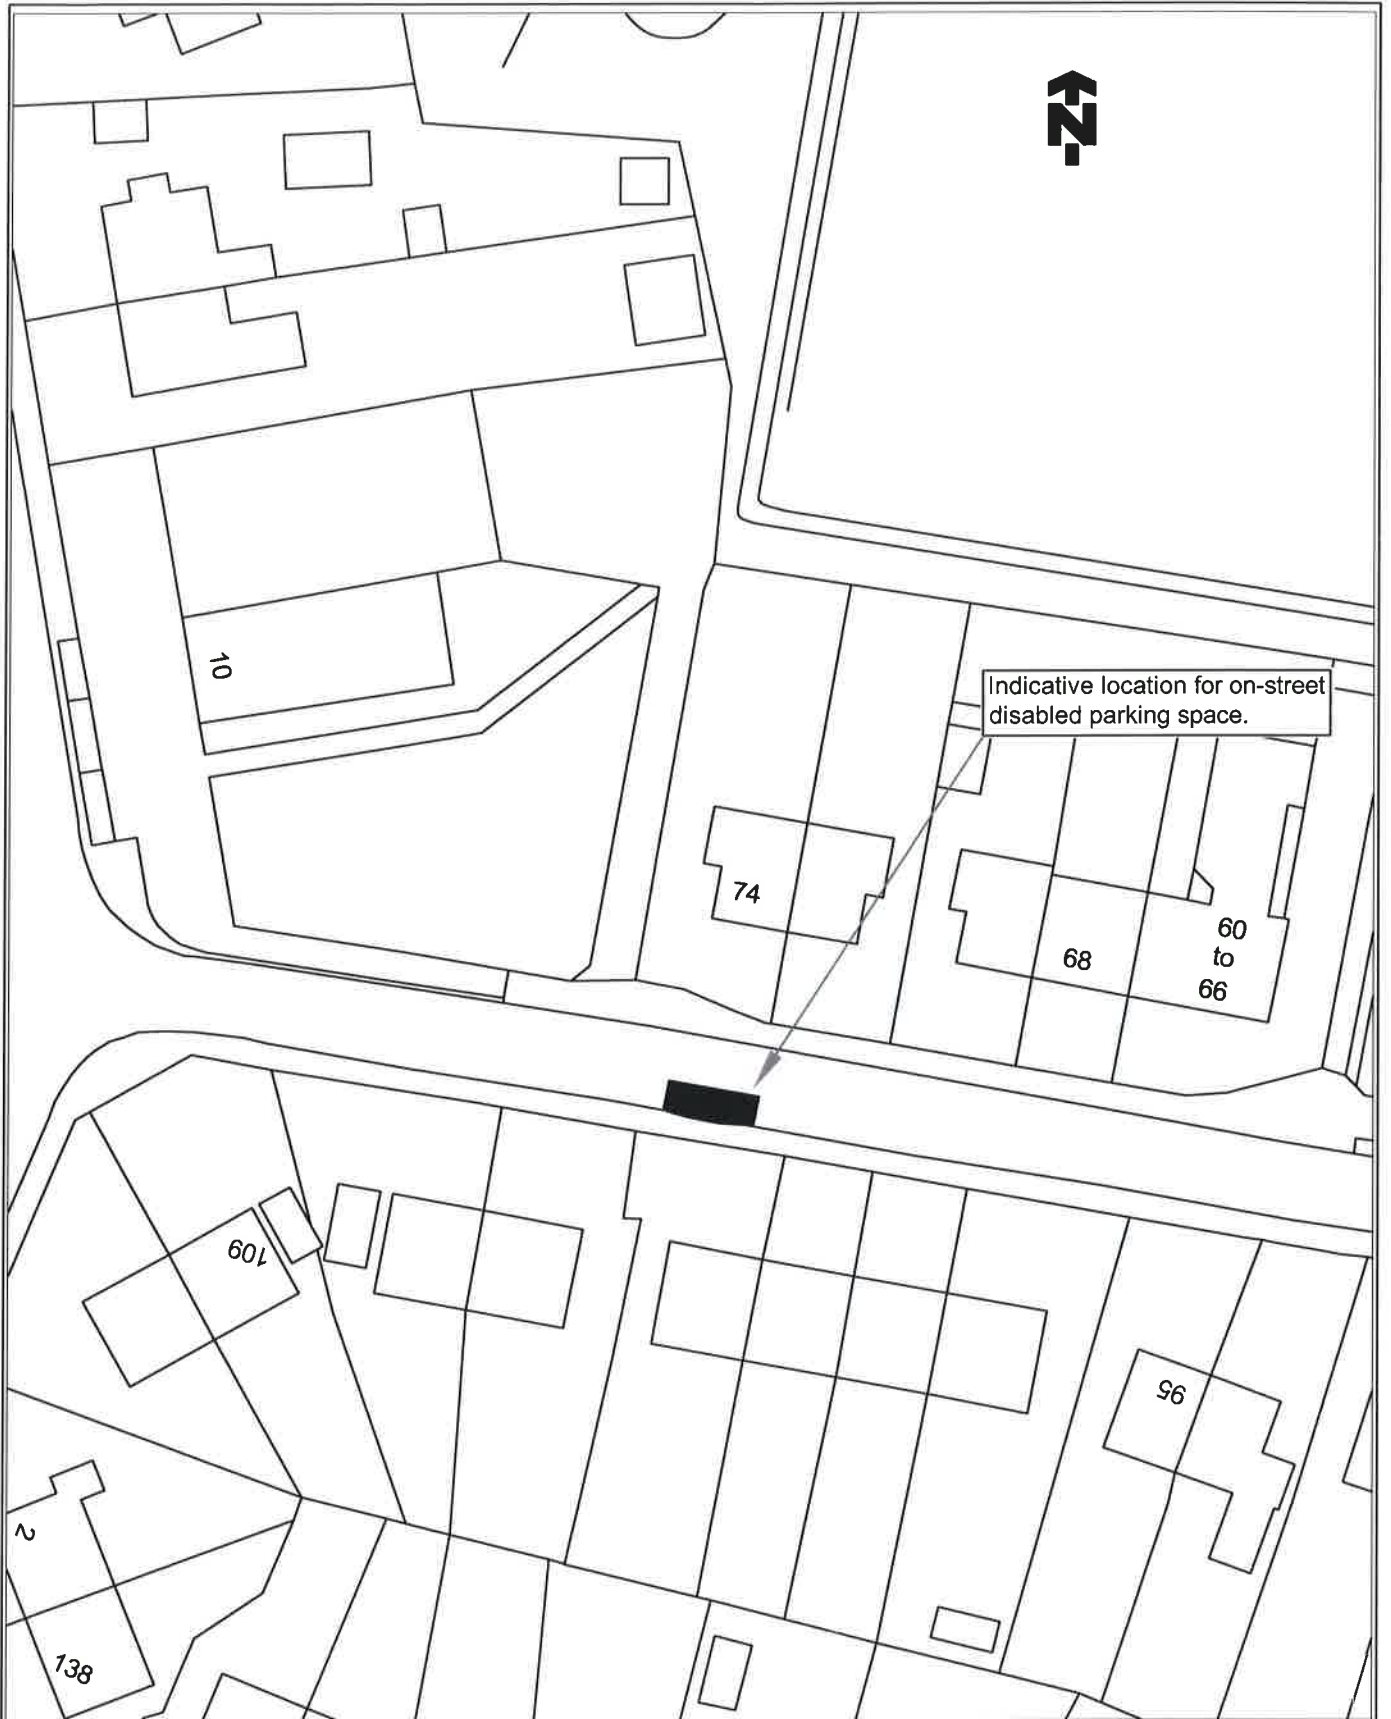 N
10
Indicative location for on-street
disabled parking space.
74
68
60
to
66
109
95
2
138